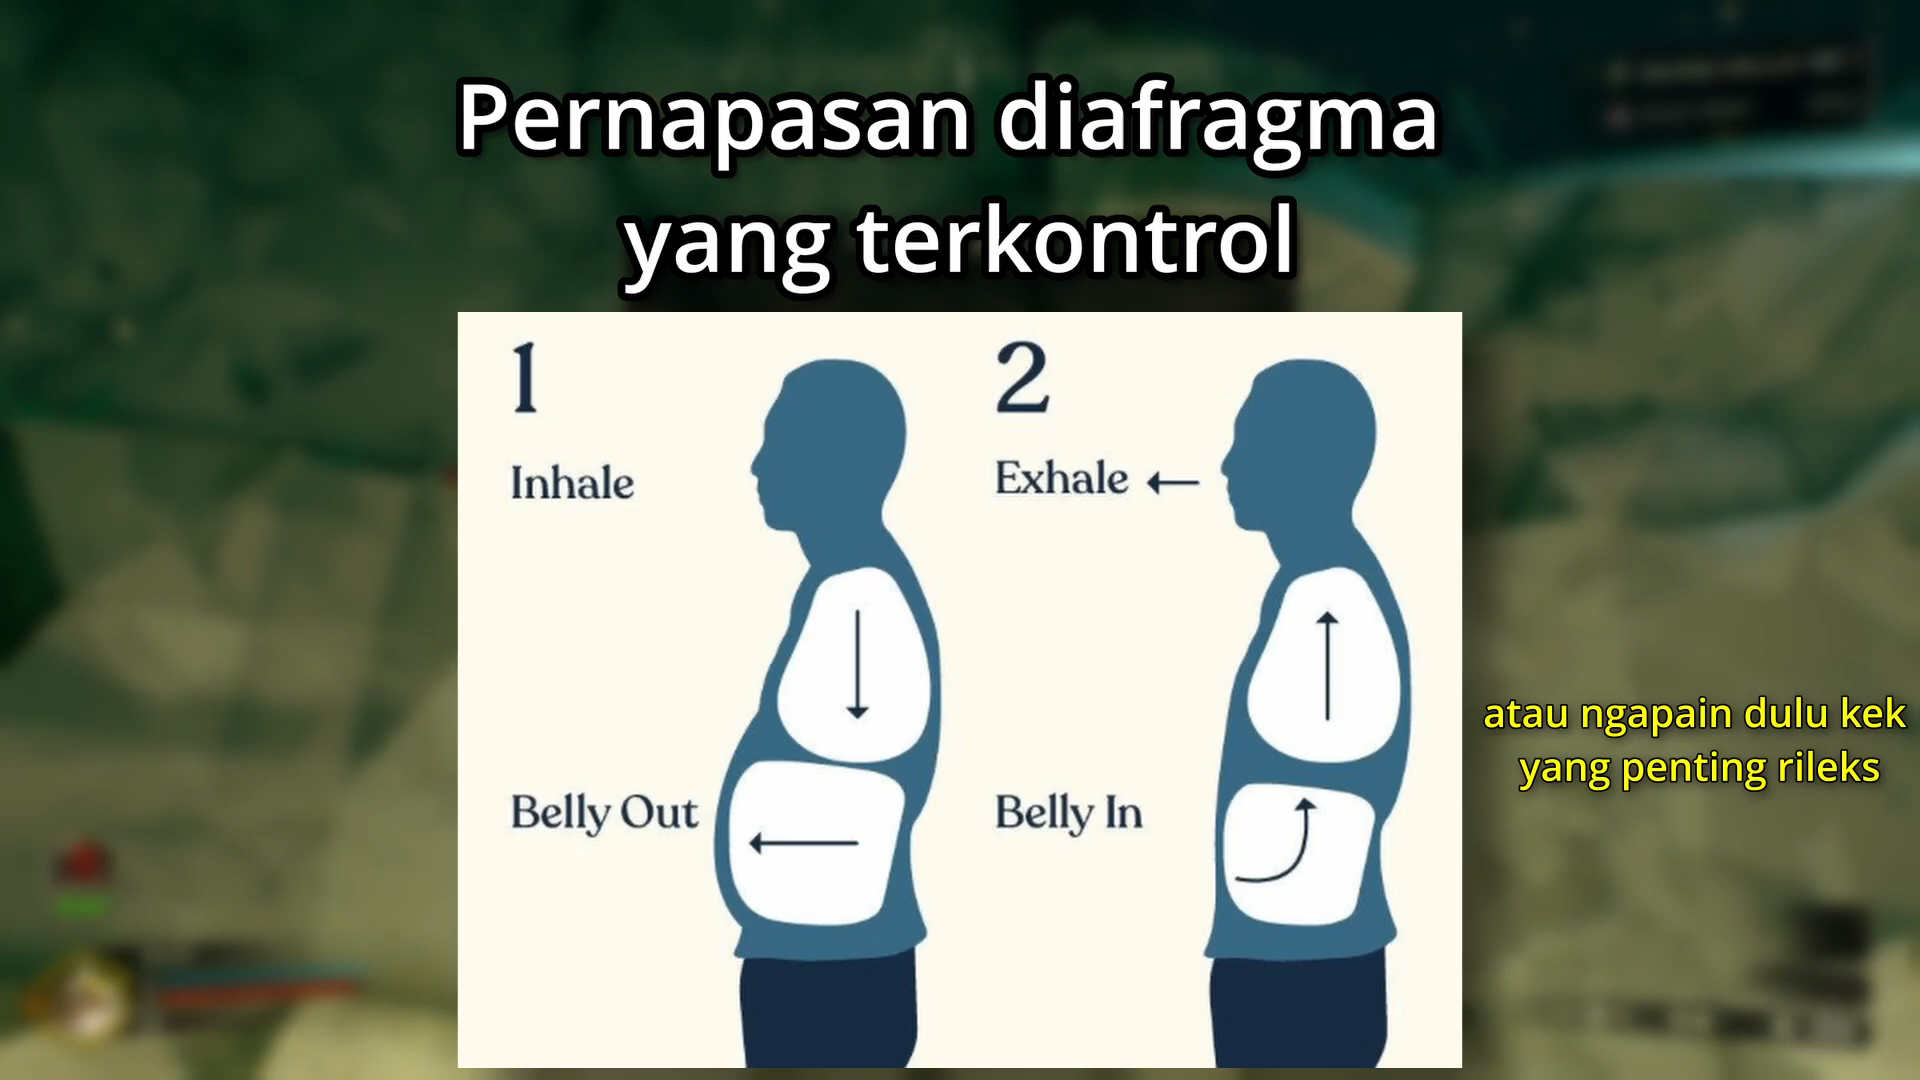 Pernapasan diafragma
yang terkontrol
1
Inhale
Belly Out
2
Exhale
Belly In
atau ngapain dulu kek
yang penting rileks